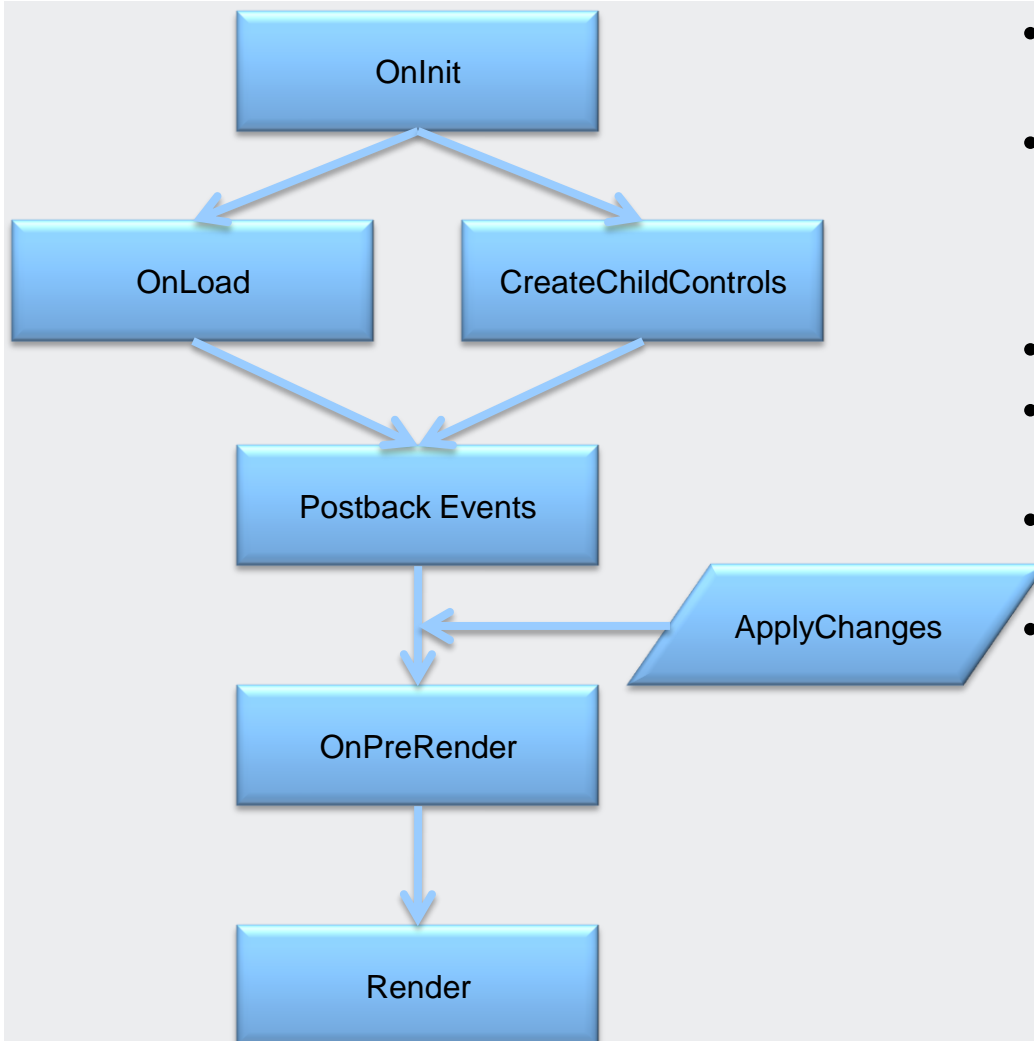 OnInit
OnLoad
CreateChildControls
Postback Events
ApplyChanges
OnPreRender
Render